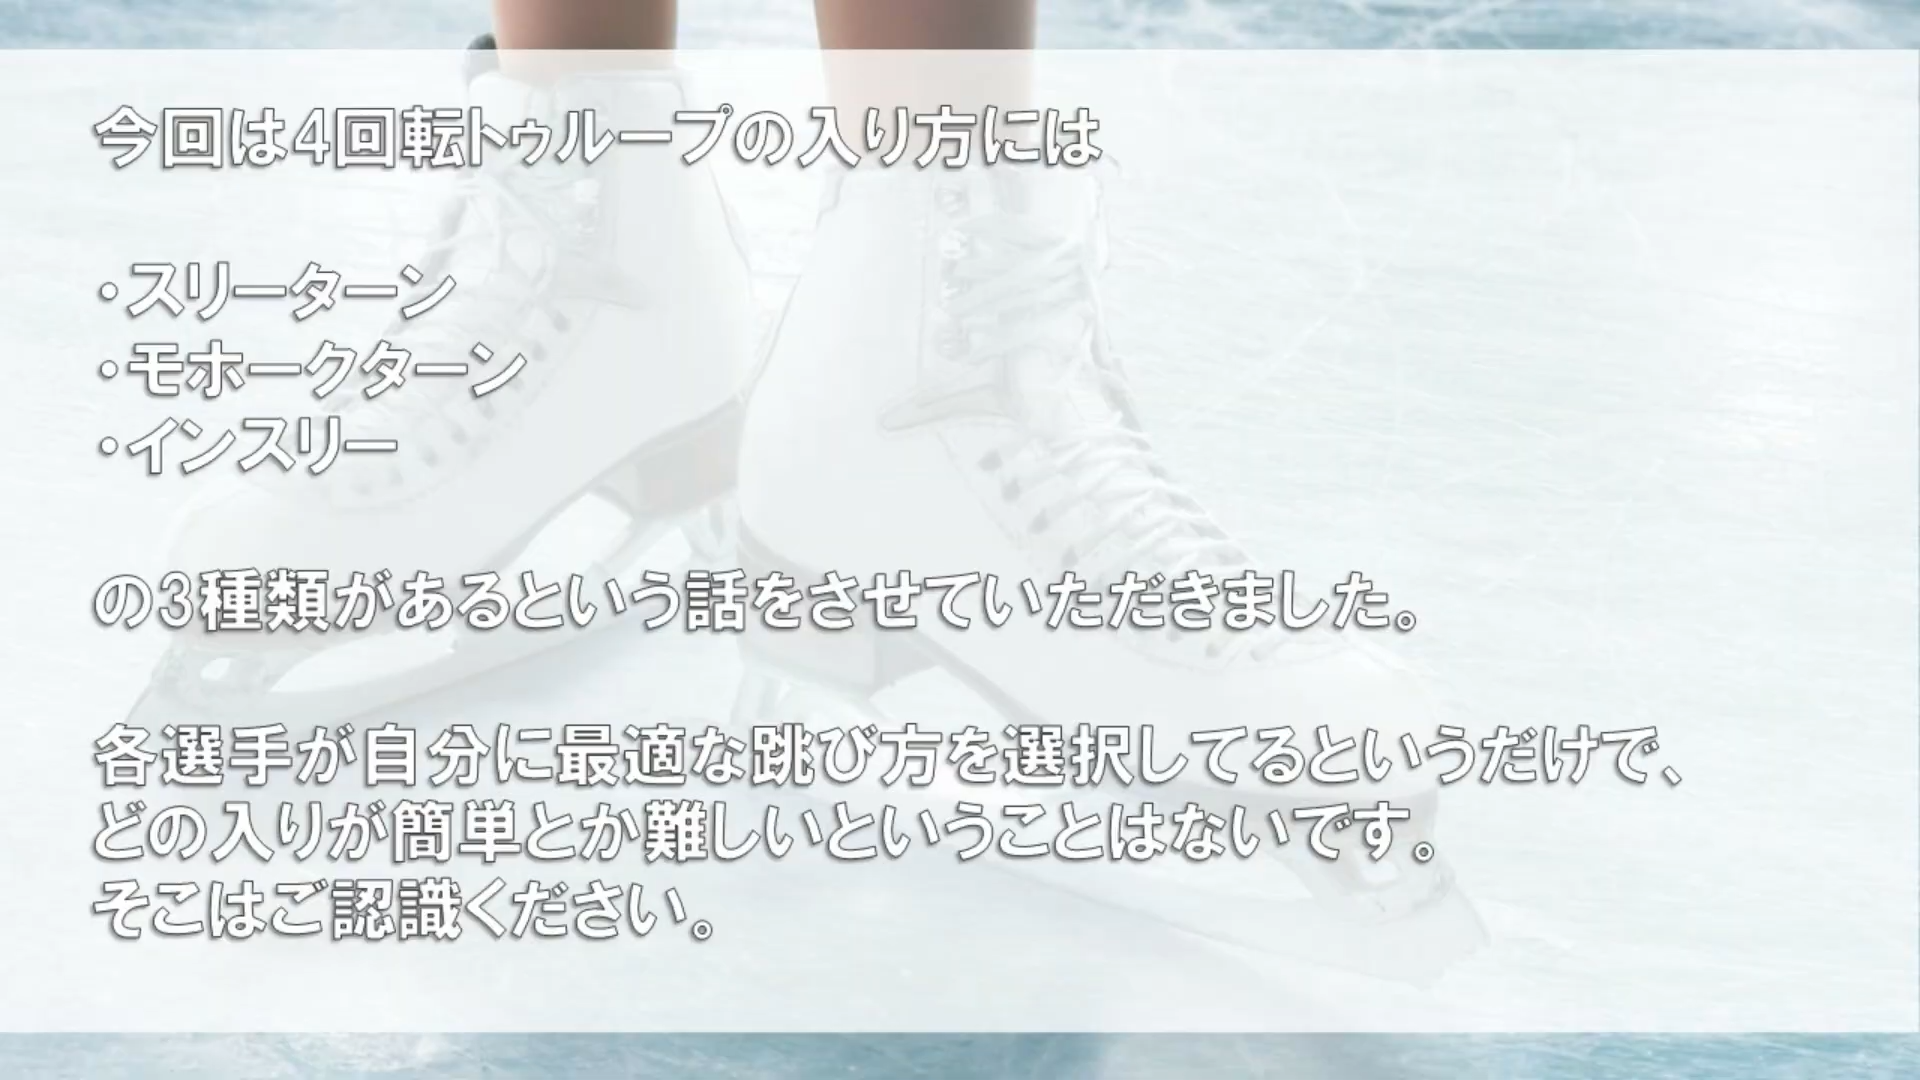 今回は4回転トゥループの入り方には
・スリーターン
・モホークターン
・インスリー
の3種類があるという話をさせていただきました。
各選手が自分に最適な跳び方を選択してるというだけで、
どの入りが簡単とか難しいということはないです。
そこはご認識ください。